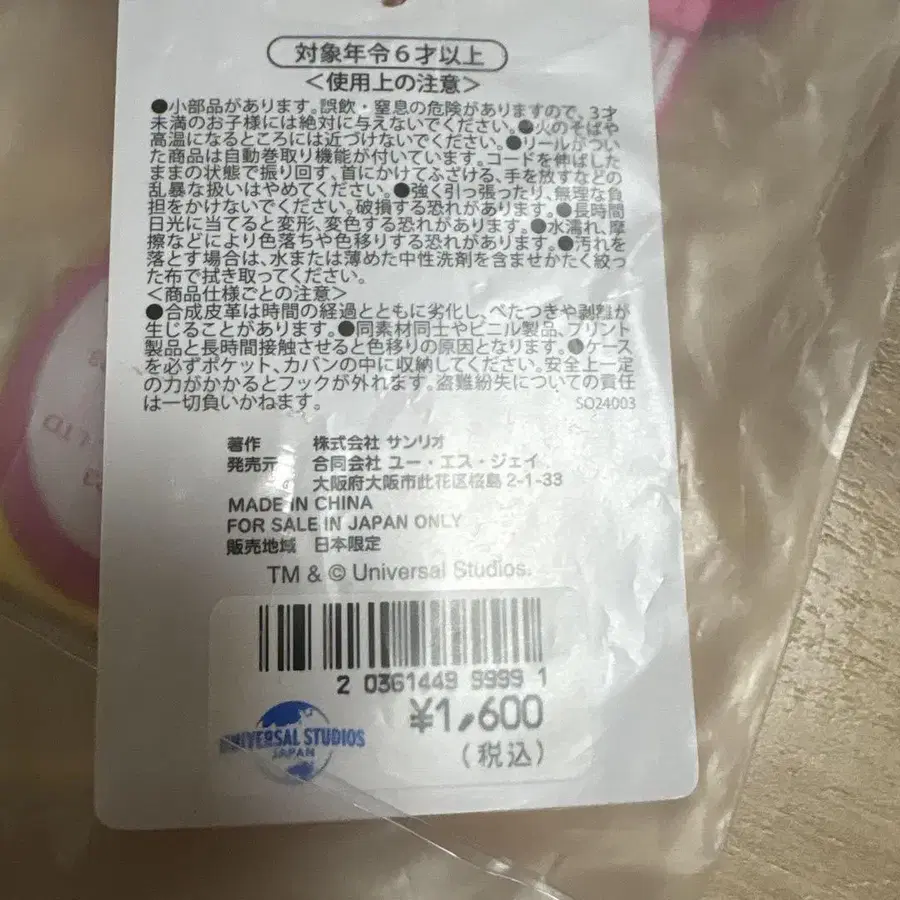 対象年令6才以上
＜使用上の注意＞
●小部品があります。誤飲・窒息の危険がありますので、3才
未満のお子様には絶対に与えないでください。●火のそばや
高温になるところには近づけないでください。●リールがつい
た商品は自動巻取り機能が付いています。コードを伸ばした
ままの状態で振り回す、首にかけてふざける、手を放すなどの
乱暴な扱いはやめてください。●強く引っ張ったり、無理な負
担をかけないでください。破損する恐れがあります。●長時間
日光に当てると変形、変色する恐れがあります。●水濡れ、摩
擦などにより色落ちや色移りする恐れがあります。●汚れを
落とす場合は、水または薄めた中性洗剤を含ませかたく絞っ
た布で拭き取ってください。
＜商品仕様ごとの注意＞
●合成皮革は時間の経過とともに劣化し、べたつきや剥離が
生じることがあります。●同素材同士やビニル製品、プリント
製品と長時間接触させると色移りの原因となります。●ケース
を必ずポケット、カバンの中に収納してください。安全上一定
の力がかかるとフックが外れます。盗難紛失についての責任
は一切負いかねます。 SO24003
著作 株式会社 サンリオ
発売元 合同会社 ユー・エス・ジェイ
大阪府大阪市此花区桜島 2-1-33
MADE IN CHINA
FOR SALE IN JAPAN ONLY
販売地域 日本限定
TM & © Universal Studios.
2 0361449 9999 1
¥1,600
(税込)
UNIVERSAL STUDIOS
JAPAN